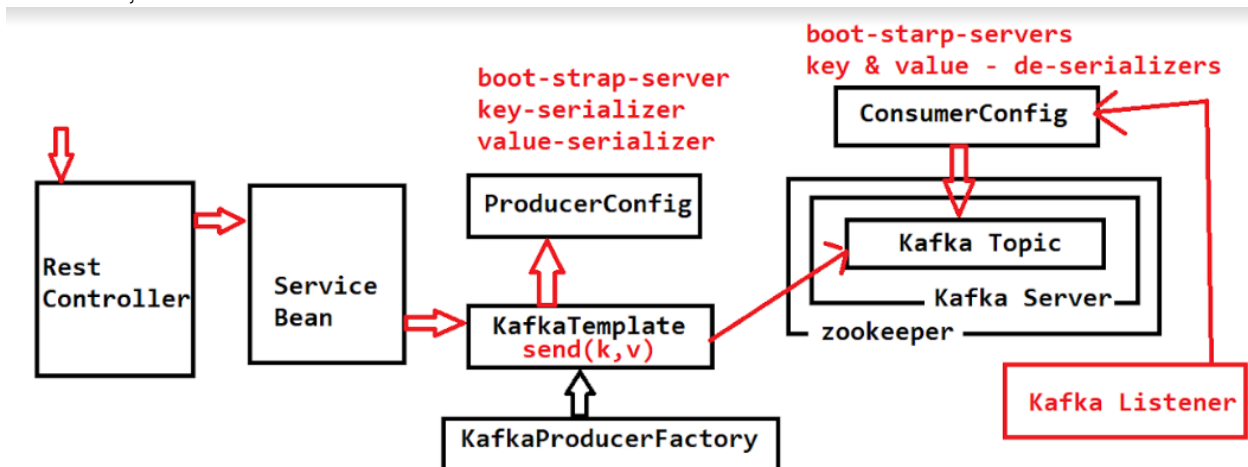 boot-starp-servers
key & value - de-serializers
boot-strap-server
key-serializer
value-serializer
ConsumerConfig
ProducerConfig
Kafka Topic
Kafka Server
zookeeper
Rest
Controller
Service
Bean
KafkaTemplate
send(k,v)
Kafka Listener
KafkaProducerFactory